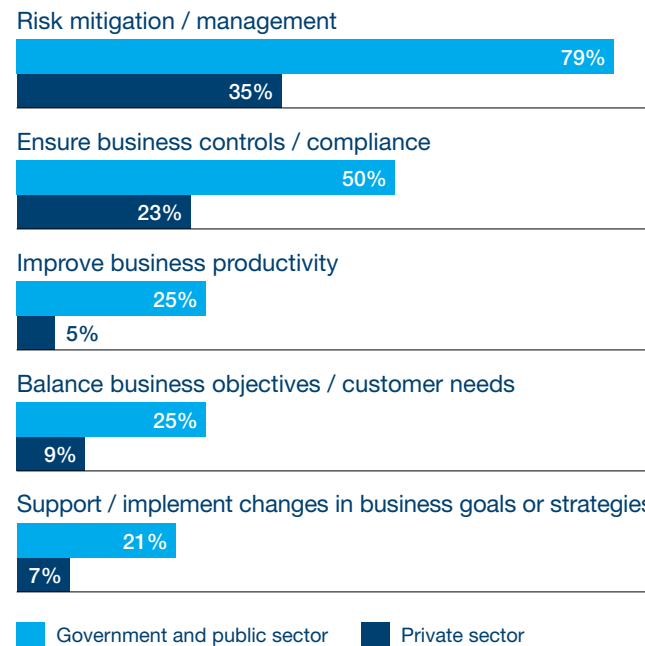 Risk mitigation / management
79%
35%
Ensure business controls / compliance
50%
23%
Improve business productivity
25%
5%
Balance business objectives / customer needs
25%
9%
Support / implement changes in business goals or strategies
21%
7%
Government and public sector Private sector